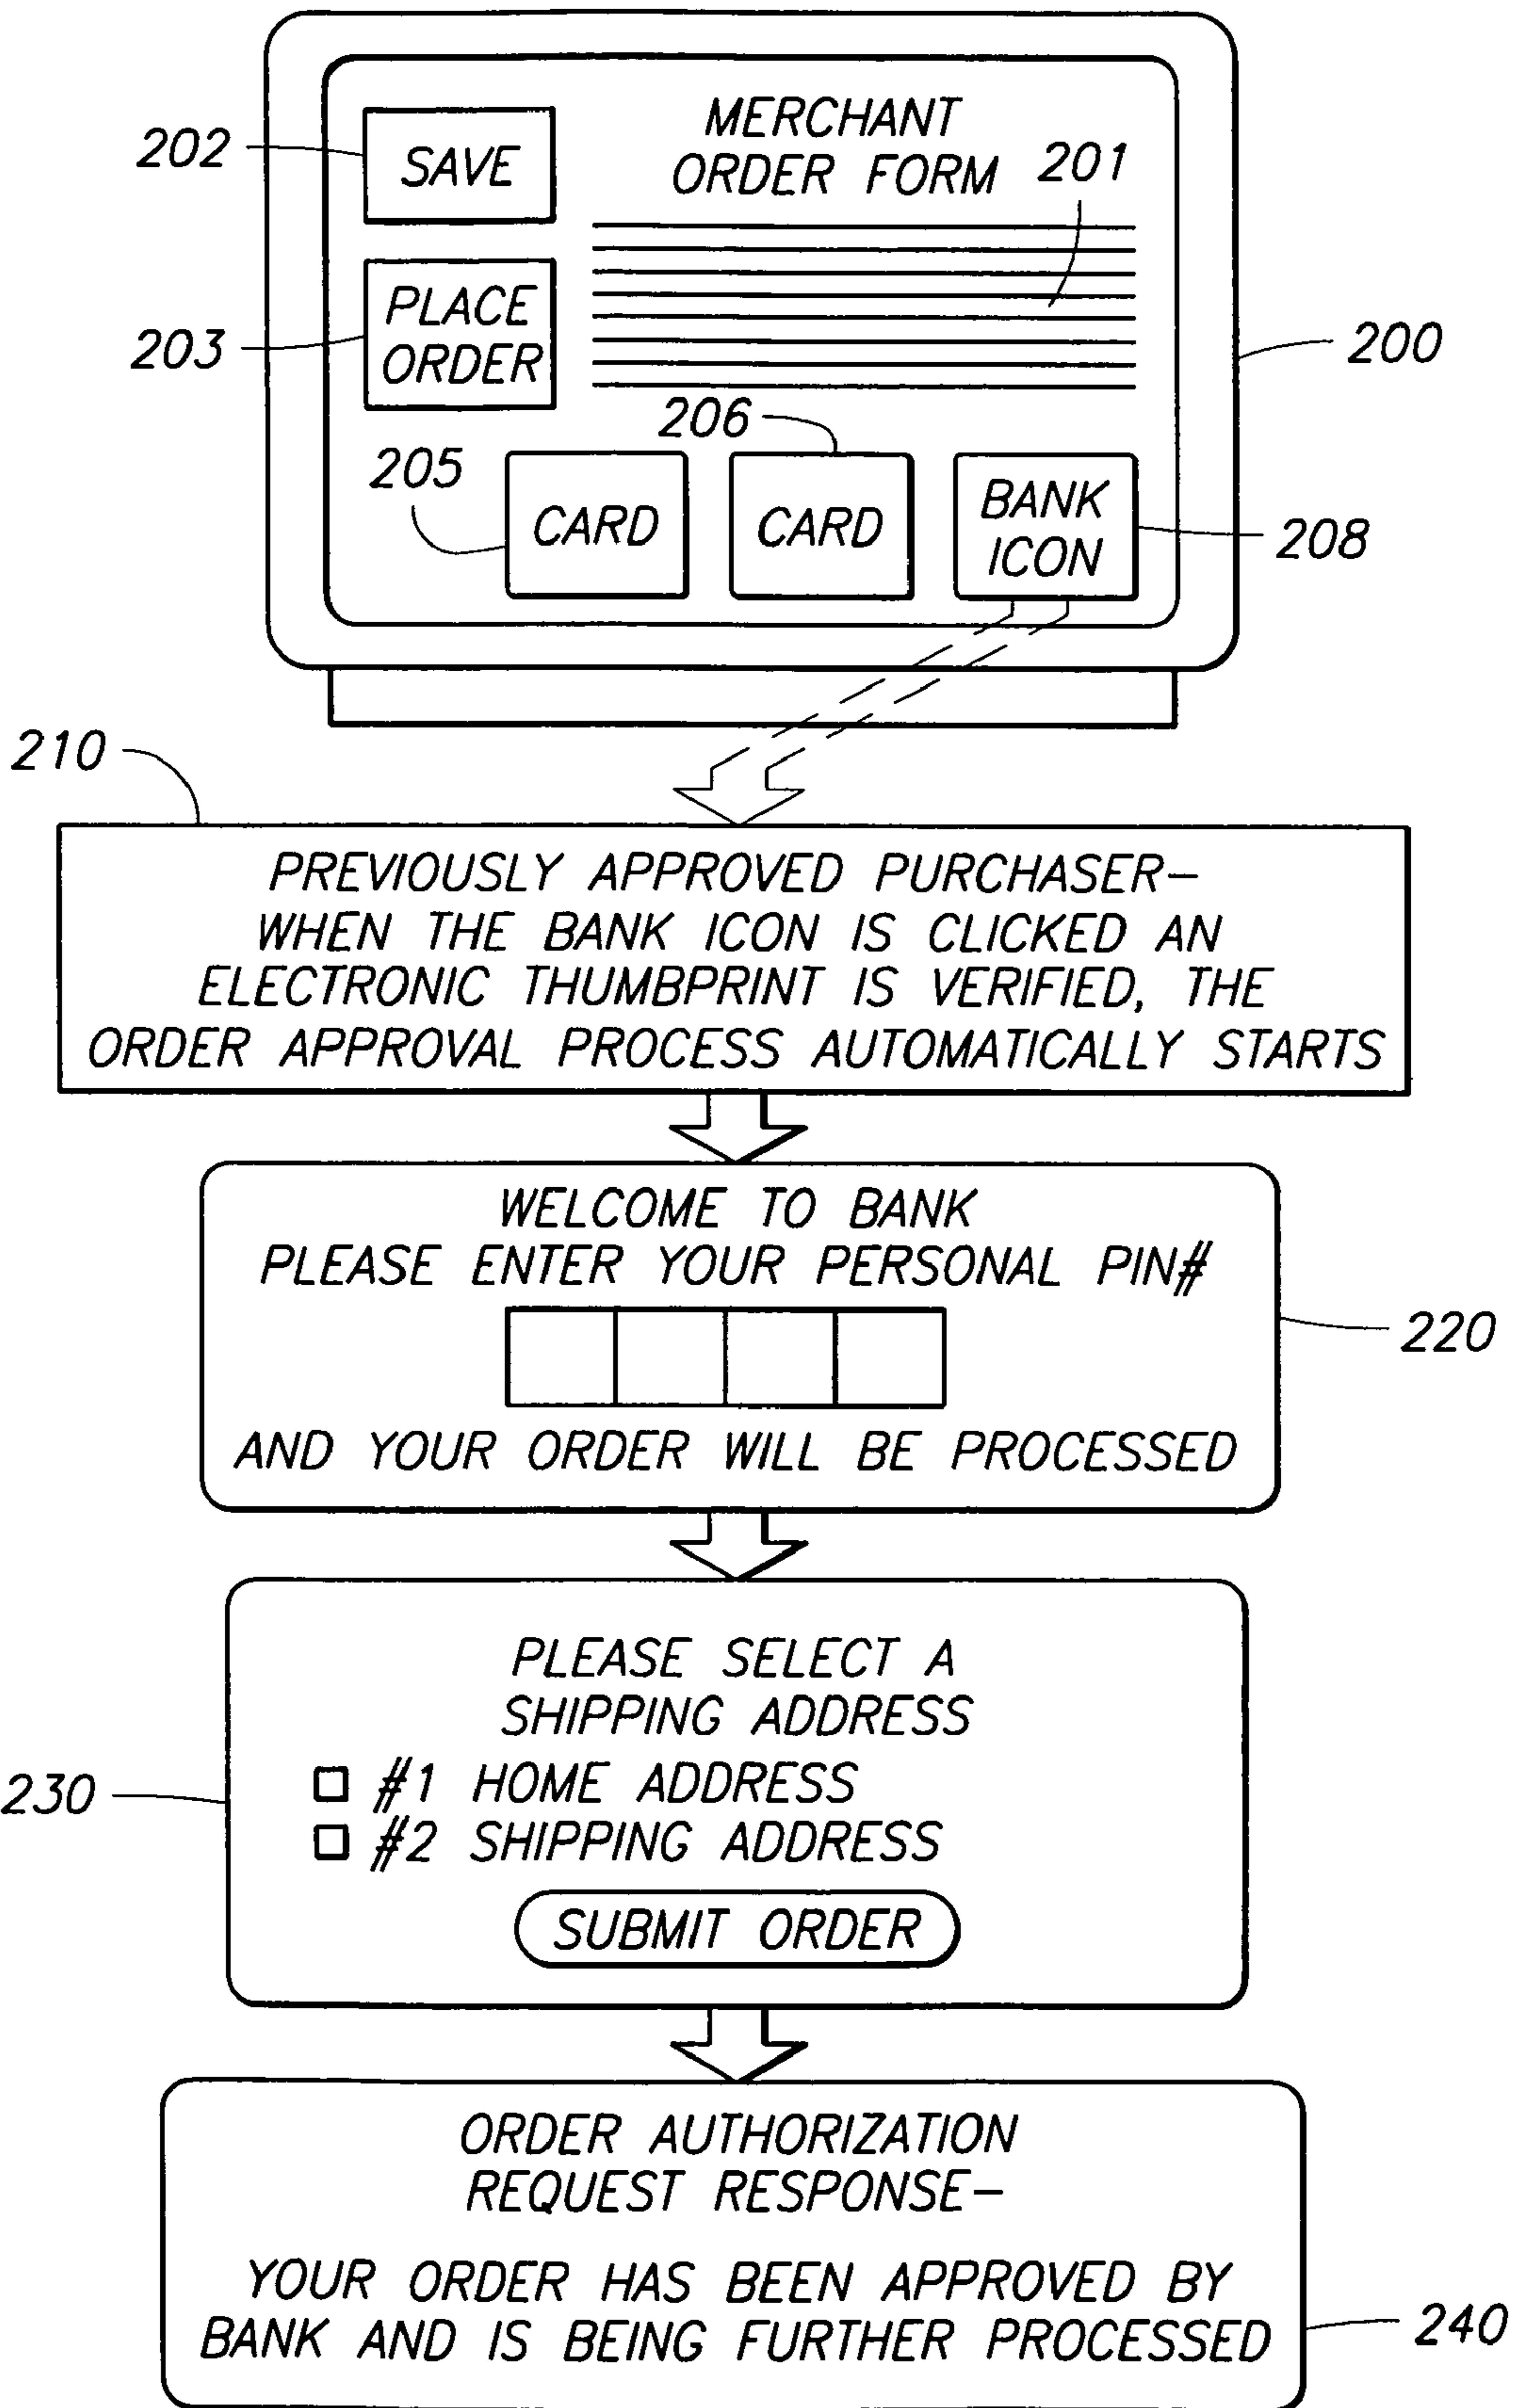 MERCHANT
ORDER FORM
201
202
SAVE
203
PLACE
ORDER
200
206
205
CARD
CARD
BANK
ICON
208
210
PREVIOUSLY APPROVED PURCHASER—
WHEN THE BANK ICON IS CLICKED AN
ELECTRONIC THUMBPRINT IS VERIFIED, THE
ORDER APPROVAL PROCESS AUTOMATICALLY STARTS
WELCOME TO BANK
PLEASE ENTER YOUR PERSONAL PIN#
220
AND YOUR ORDER WILL BE PROCESSED
PLEASE SELECT A
SHIPPING ADDRESS
230
#1 HOME ADDRESS
#2 SHIPPING ADDRESS
SUBMIT ORDER
ORDER AUTHORIZATION
REQUEST RESPONSE—
YOUR ORDER HAS BEEN APPROVED BY
BANK AND IS BEING FURTHER PROCESSED
240